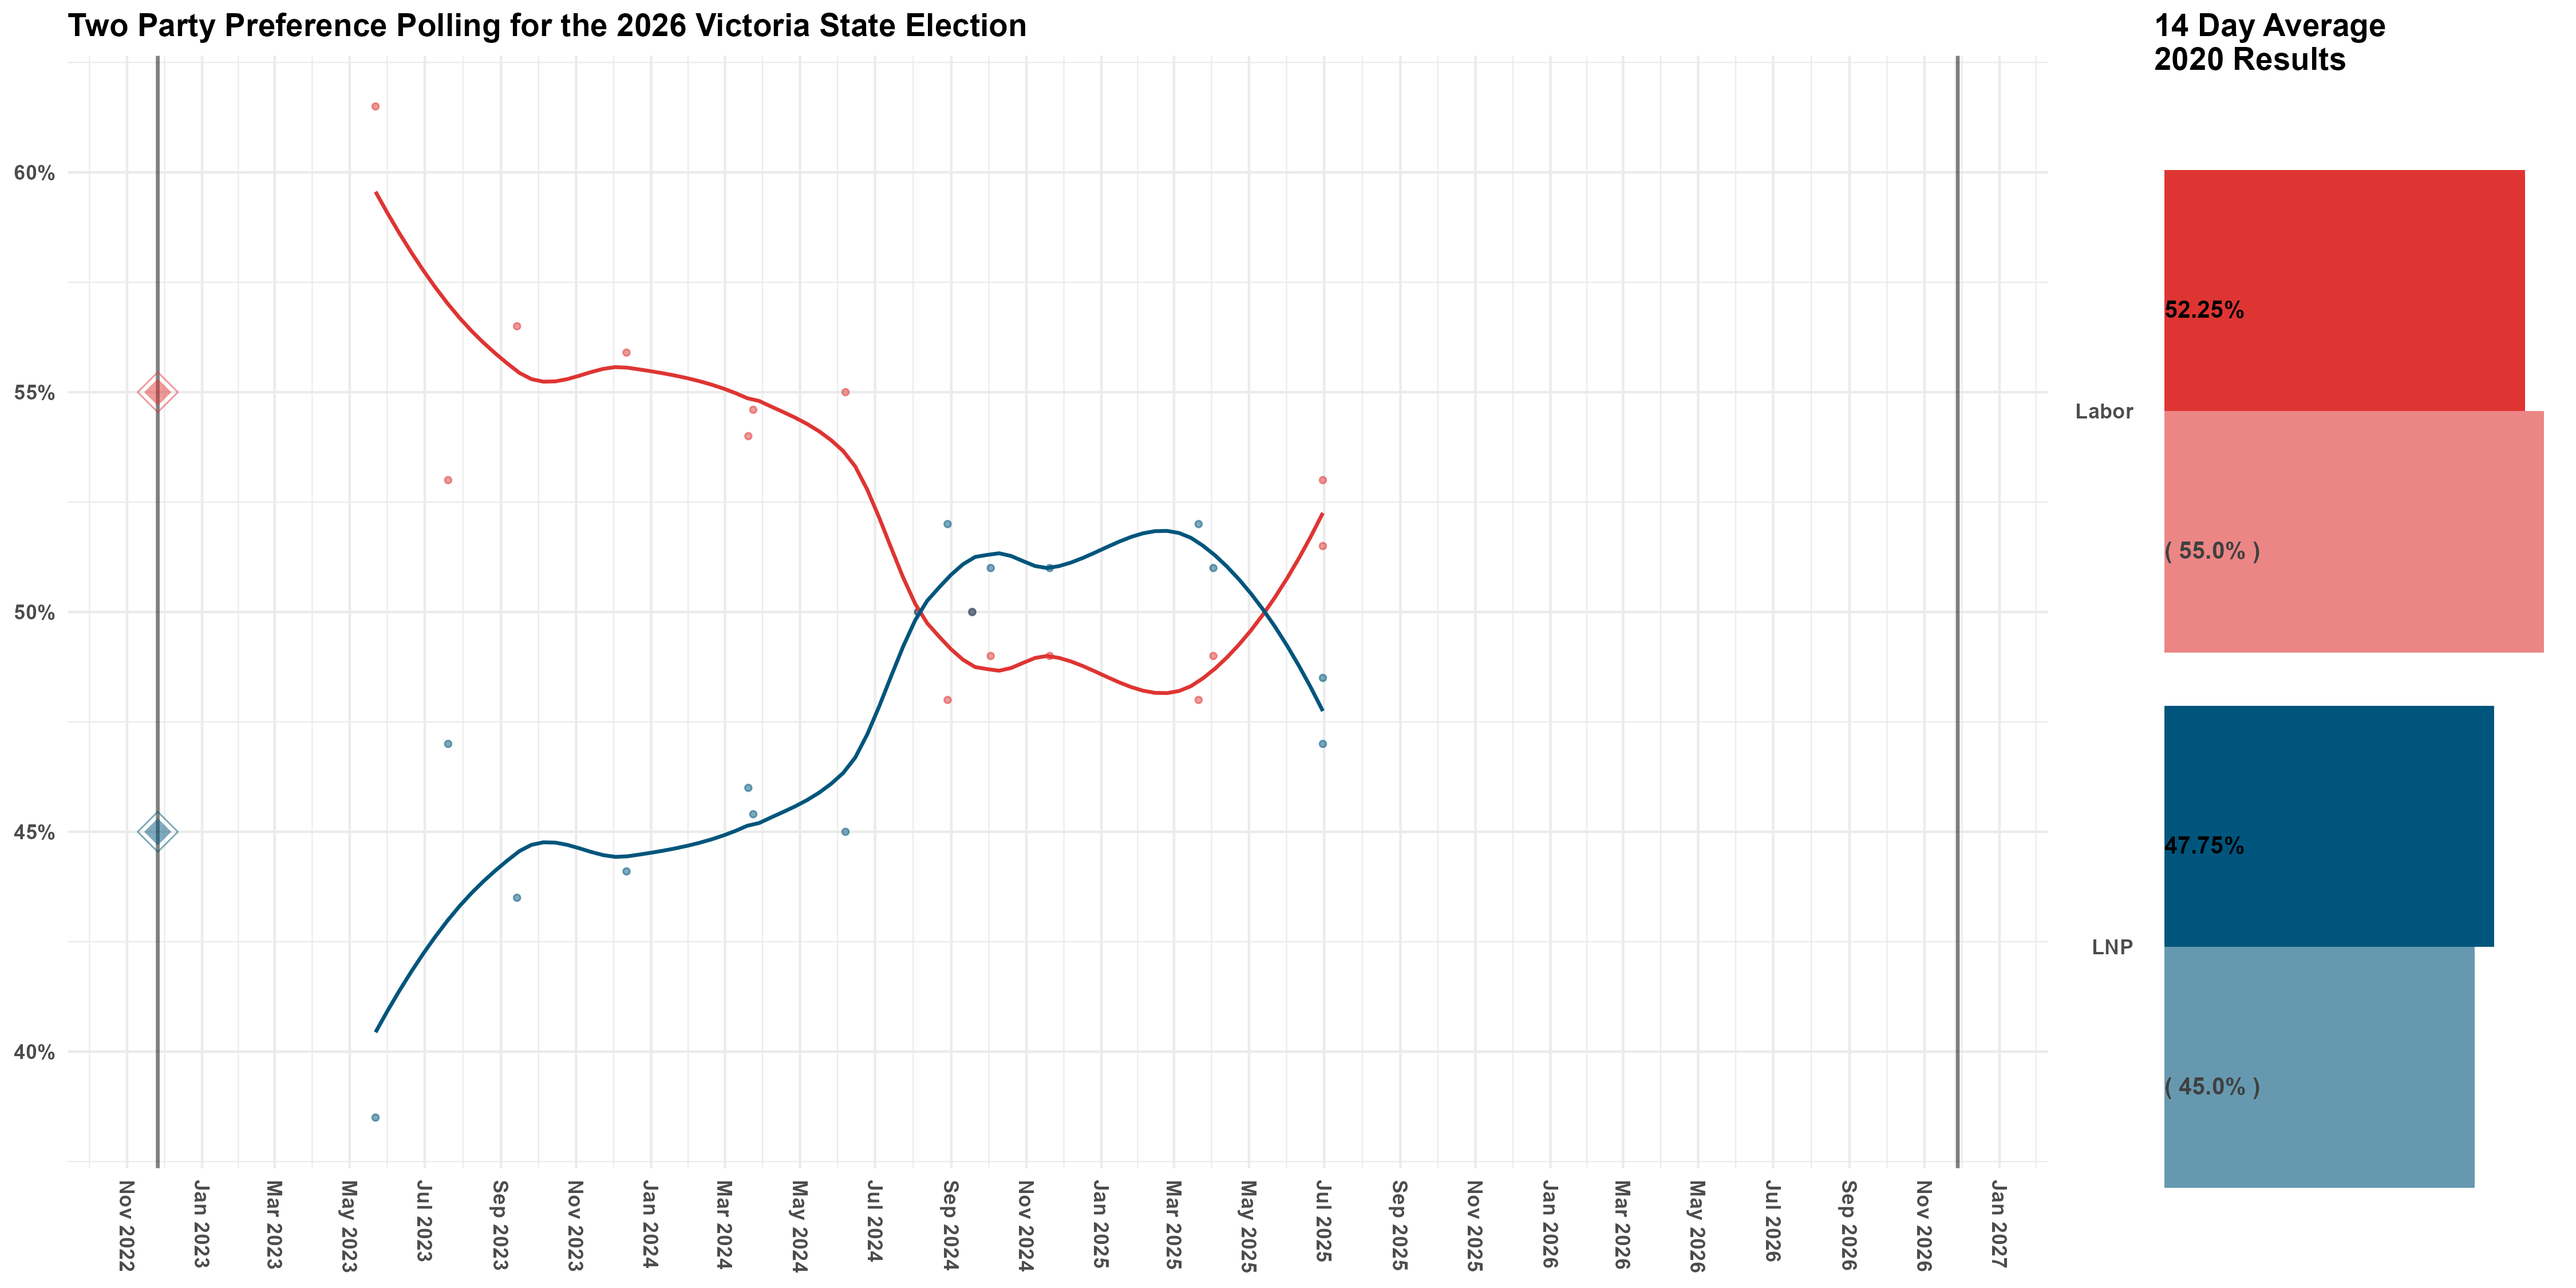 Two Party Preference Polling for the 2026 Victoria State Election
60%
55%
50%
45%
40%
Nov 2022
Jan 2023
Mar 2023
May 2023
Jul 2023
Sep 2023
Nov 2023
Jan 2024
Mar 2024
May 2024
Jul 2024
Sep 2024
Nov 2024
Jan 2025
Mar 2025
May 2025
Jul 2025
Sep 2025
Nov 2025
Jan 2026
Mar 2026
May 2026
Jul 2026
Sep 2026
Nov 2026
Jan 2027
14 Day Average
2020 Results
Labor
52.25%
( 55.0% )
LNP
47.75%
( 45.0% )